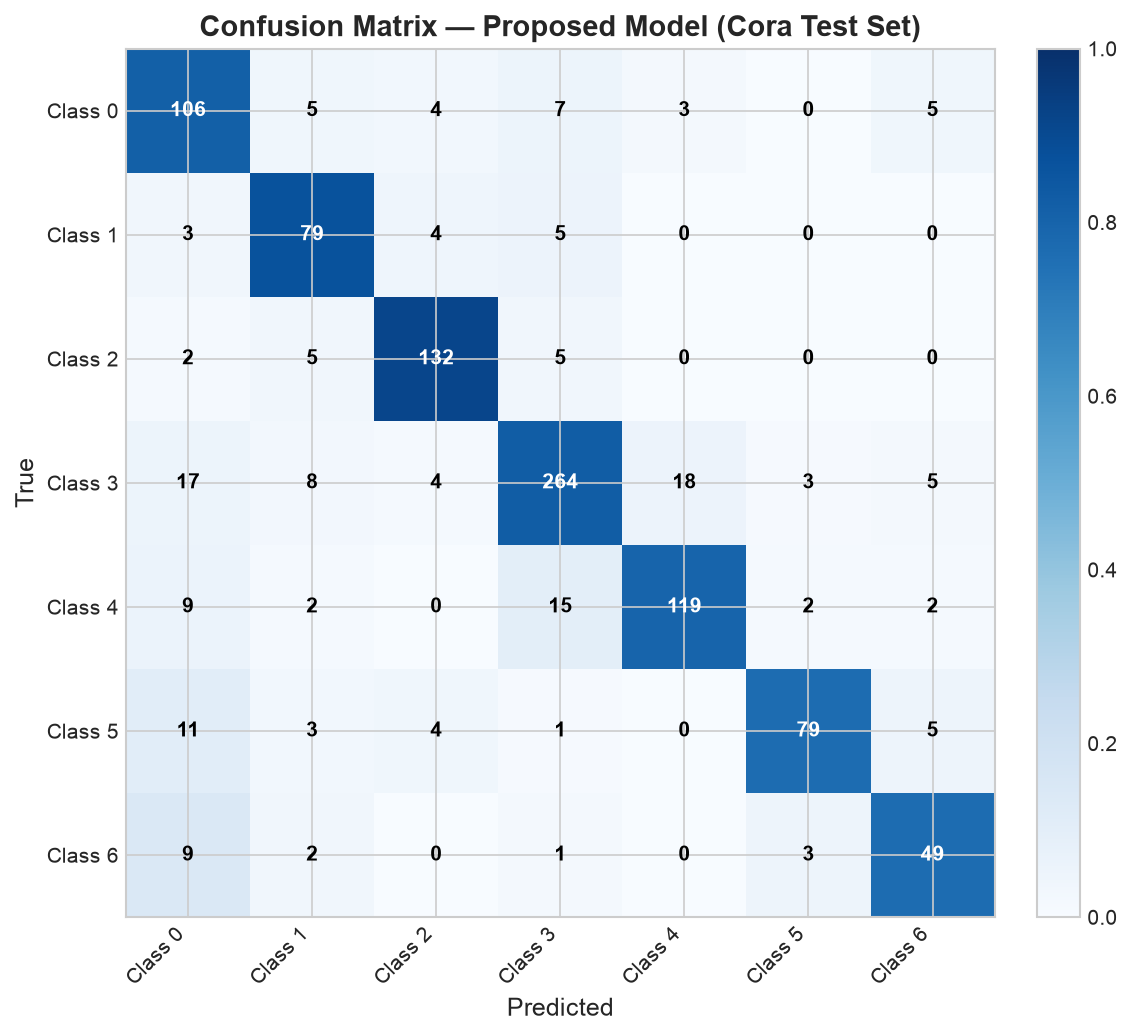 Confusion Matrix — Proposed Model (Cora Test Set)
1.0
Class 0 106 5 4 7 3 0 5
Class 1 3 79 4 5 0 0 0
0.8
Class 2 2 5 132 5 0 0 0
0.6
True
Class 3 17 8 4 264 18 3 5
0.4
Class 4 9 2 0 15 119 2 2
Class 5 11 3 4 1 0 79 5
0.2
Class 6 9 2 0 1 0 3 49
0.0
Class 0 Class 1 Class 2 Class 3 Class 4 Class 5 Class 6
Predicted